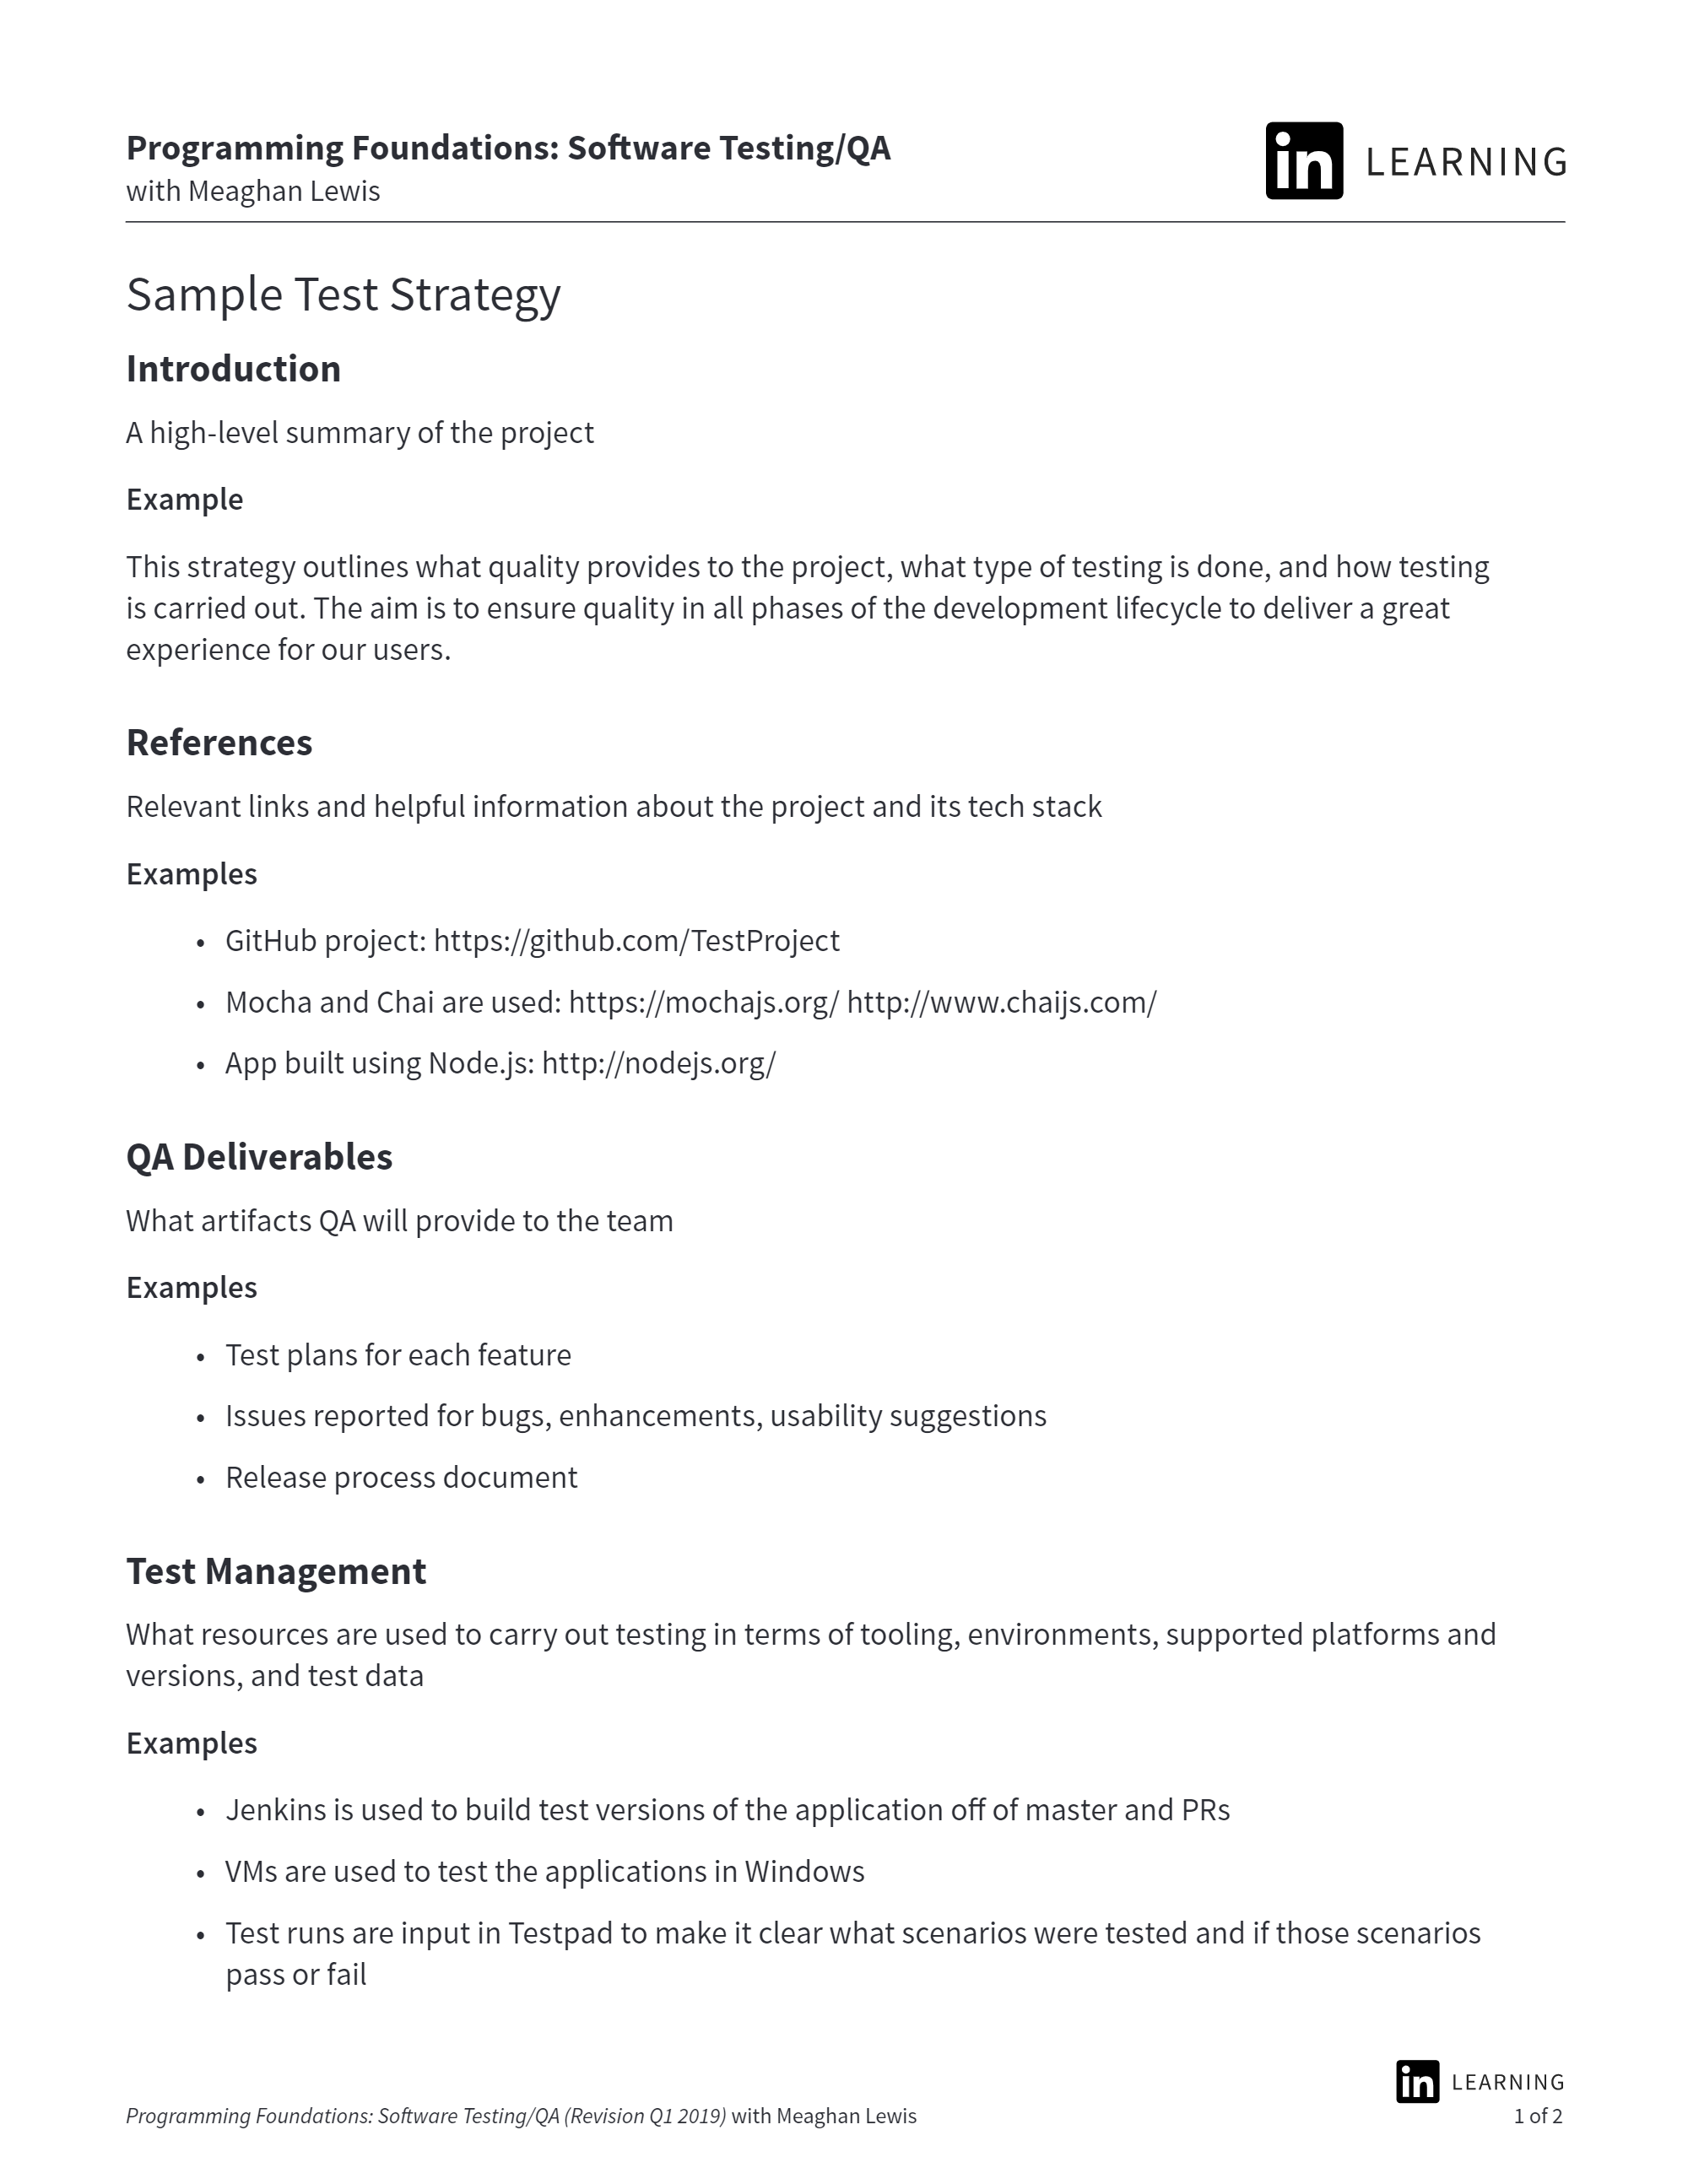 Programming Foundations: Software Testing/QA
with Meaghan Lewis
in LEARNING
Sample Test Strategy
Introduction
A high-level summary of the project
Example
This strategy outlines what quality provides to the project, what type of testing is done, and how testing
is carried out. The aim is to ensure quality in all phases of the development lifecycle to deliver a great
experience for our users.
References
Relevant links and helpful information about the project and its tech stack
Examples
• GitHub project: https://github.com/TestProject
• Mocha and Chai are used: https://mochajs.org/ http://www.chaijs.com/
• App built using Node.js: http://nodejs.org/
QA Deliverables
What artifacts QA will provide to the team
Examples
• Test plans for each feature
• Issues reported for bugs, enhancements, usability suggestions
• Release process document
Test Management
What resources are used to carry out testing in terms of tooling, environments, supported platforms and
versions, and test data
Examples
• Jenkins is used to build test versions of the application off of master and PRs
• VMs are used to test the applications in Windows
• Test runs are input in Testpad to make it clear what scenarios were tested and if those scenarios
pass or fail
in LEARNING
Programming Foundations: Software Testing/QA (Revision Q1 2019) with Meaghan Lewis
1 of 2